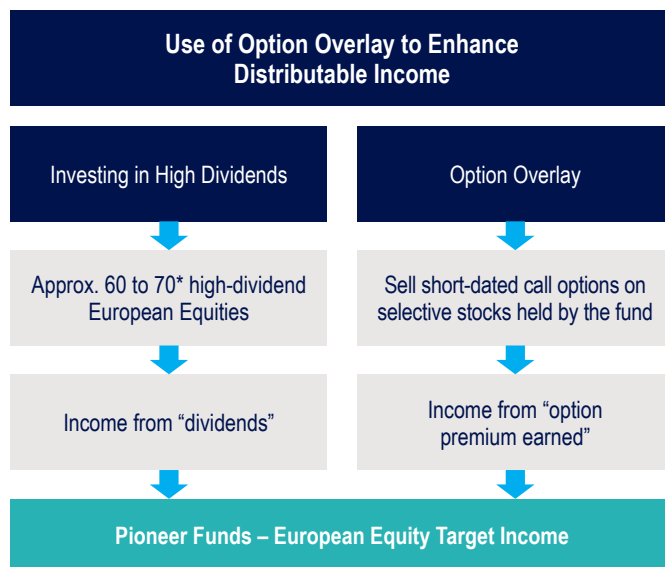 Use of Option Overlay to Enhance
Distributable Income
Investing in High Dividends
Option Overlay
Approx. 60 to 70* high-dividend
European Equities
Sell short-dated call options on
selective stocks held by the fund
Income from “dividends”
Income from “option
premium earned”
Pioneer Funds – European Equity Target Income